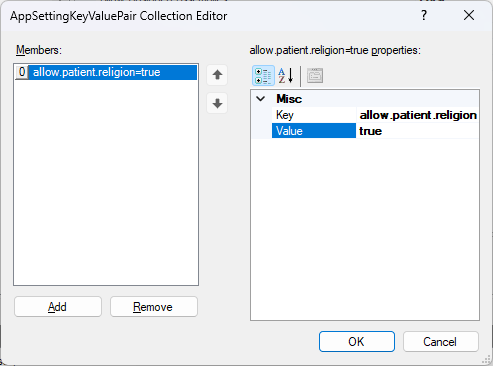 AppSettingKeyValuePair Collection Editor
?
Members:
0 allow.patient.religion=true
Add
Remove
allow.patient.religion=true properties:
A
Z
Misc
Key allow.patient.religion
Value true
OK
Cancel